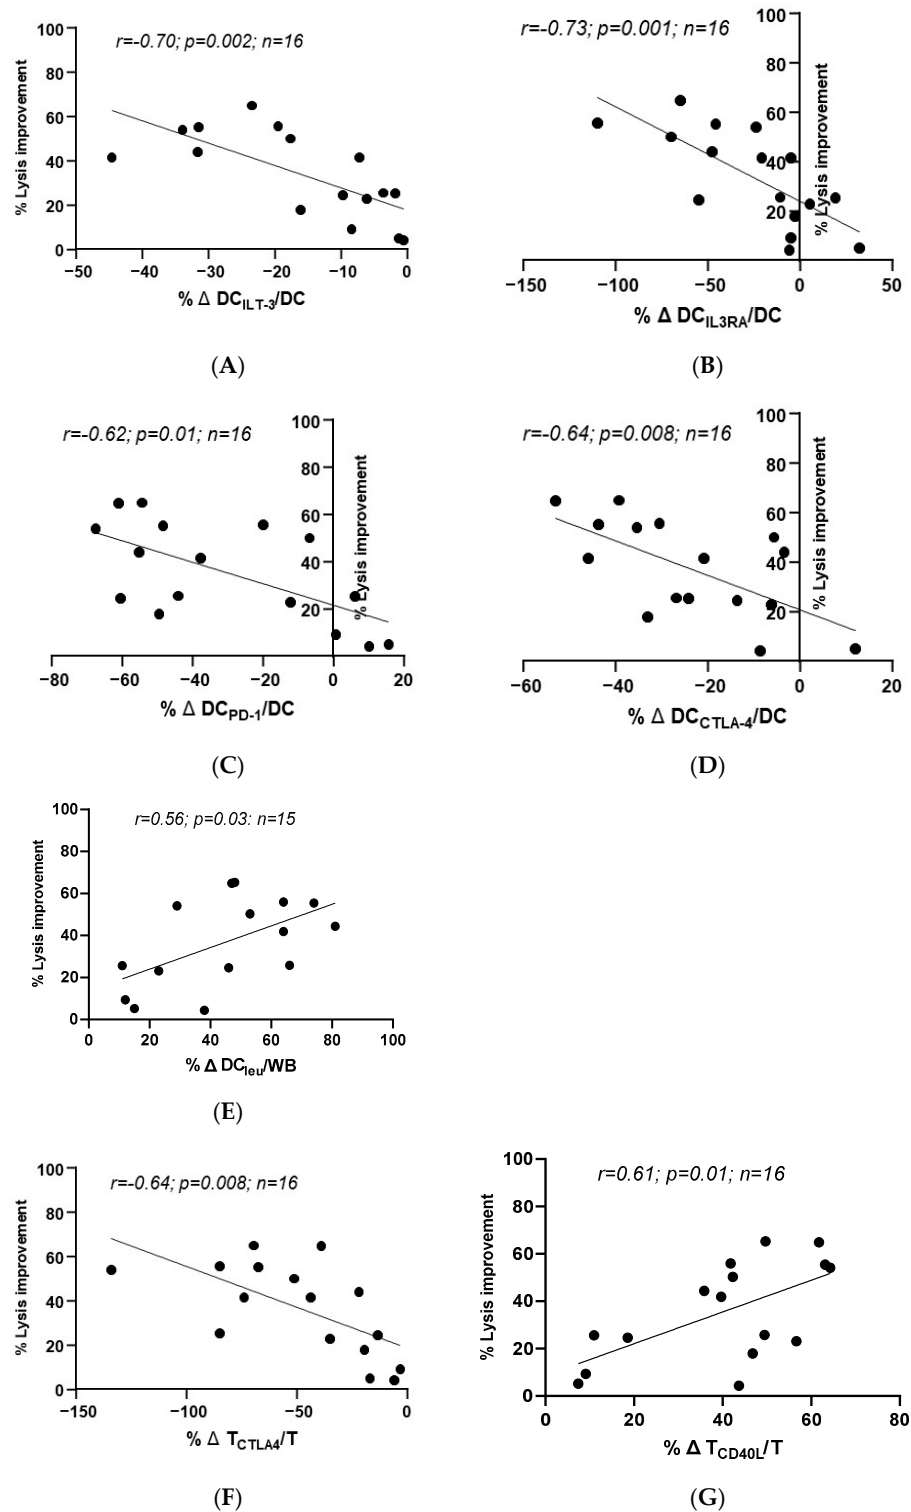 r=-0.70; p=0.002; n=16
100
80
60
40
20
0
% Lysis improvement
−50 −40 −30 −20 −10 0
% Δ DC_ILT-3/DC
(A)
r=-0.73; p=0.001; n=16
100
80
60
40
20
% Lysis improvement
−150 −100 −50 0 50
% Δ DC_IL3RA/DC
(B)
r=-0.62; p=0.01; n=16
100
80
60
40
20
% Lysis improvement
−80 −60 −40 −20 0 20
% Δ DC_PD-1/DC
(C)
r=-0.64; p=0.008; n=16
100
80
60
40
20
% Lysis improvement
−60 −40 −20 0 20
% Δ DC_CTLA-4/DC
(D)
r=0.56; p=0.03: n=15
100
80
60
40
20
0
% Lysis improvement
0 20 40 60 80 100
% Δ DC_leu/WB
(E)
r=-0.64; p=0.008; n=16
100
80
60
40
20
0
% Lysis improvement
−150 −100 −50 0
% Δ T_CTLA4/T
(F)
r=0.61; p=0.01; n=16
100
80
60
40
20
0
% Lysis improvement
0 20 40 60 80
% Δ T_CD40L/T
(G)